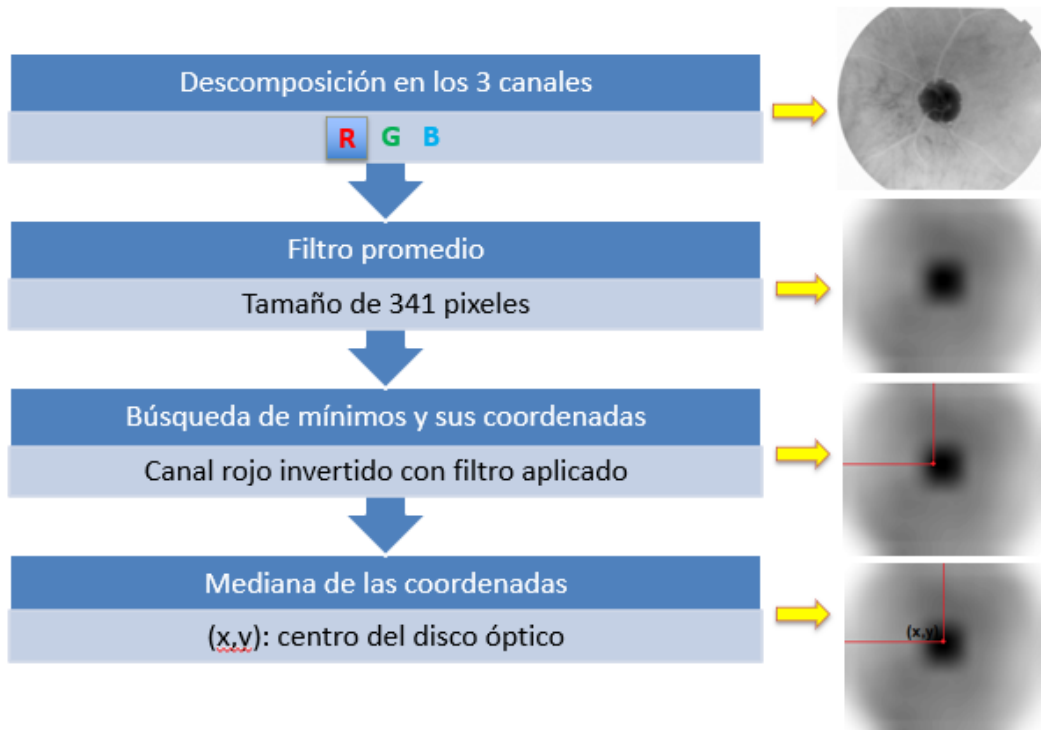 Descomposición en los 3 canales
R G B
Filtro promedio
Tamaño de 341 pixeles
Búsqueda de mínimos y sus coordenadas
Canal rojo invertido con filtro aplicado
Mediana de las coordenadas
(x,y): centro del disco óptico
(x,y)